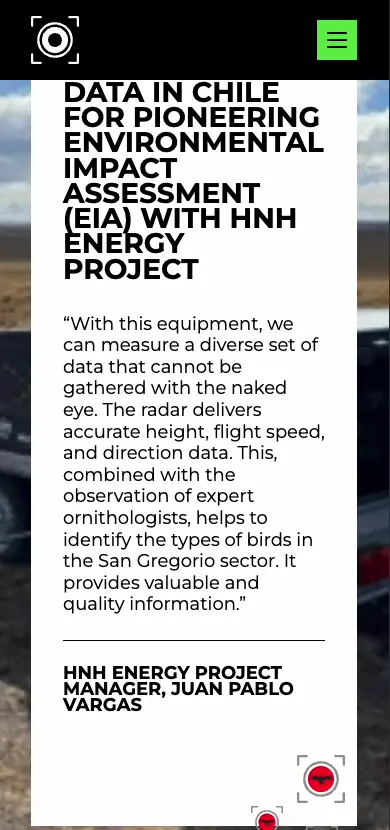 DATA IN CHILE
FOR PIONEERING
ENVIRONMENTAL
IMPACT
ASSESSMENT
(EIA) WITH HNH
ENERGY
PROJECT
“With this equipment, we
can measure a diverse set of
data that cannot be
gathered with the naked
eye. The radar delivers
accurate height, flight speed,
and direction data. This,
combined with the
observation of expert
ornithologists, helps to
identify the types of birds in
the San Gregorio sector. It
provides valuable and
quality information.”
HNH ENERGY PROJECT
MANAGER, JUAN PABLO
VARGAS